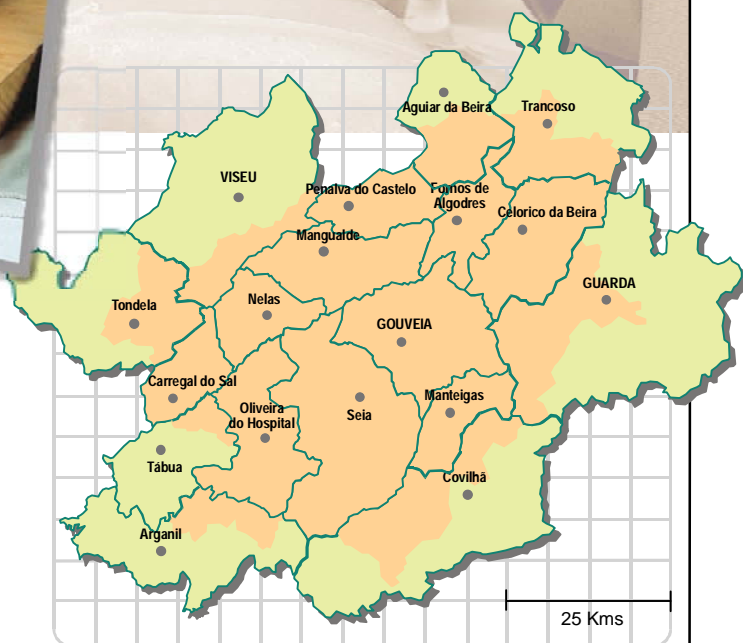 Aguiar da Beira
Trancoso
VISEU
Penalva do Castelo
Fornos de
Algodres
Celorico da Beira
Mangualde
GUARDA
Tondela
Nelas
GOUVEIA
Carregal do Sal
Manteigas
Oliveira
do Hospital
Seia
Tábua
Covilhã
Arganil
25 Kms